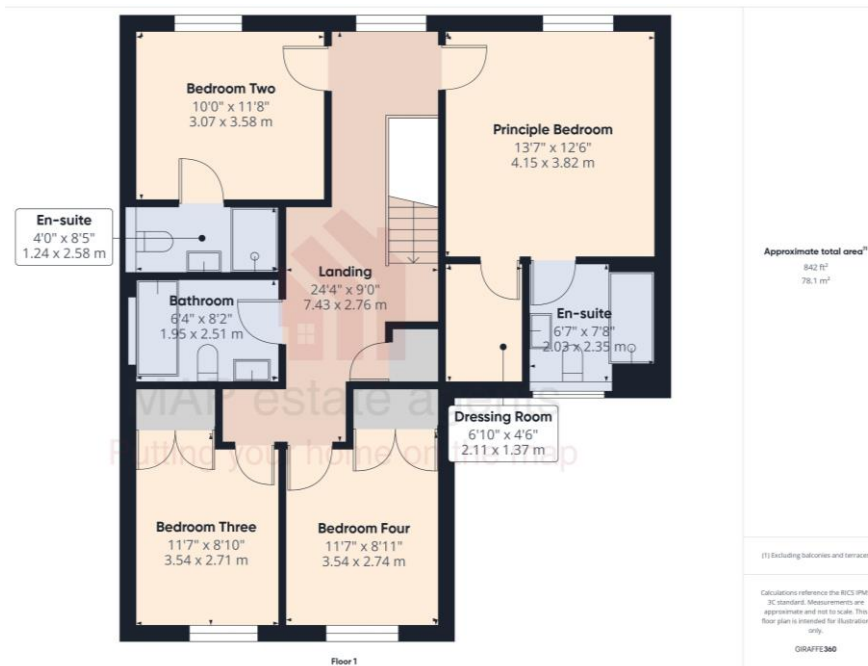 Bedroom Two
10'0" x 11'8"
3.07 x 3.58 m
Principle Bedroom
13'7" x 12'6"
4.15 x 3.82 m
En-suite
4'0" x 8'5"
1.24 x 2.58 m
Landing
24'4" x 9'0"
7.43 x 2.76 m
Bathroom
6'4" x 8'2"
1.95 x 2.51 m
En-suite
6'7" x 7'8"
2.03 x 2.35 m
MAP estate agents
Putting your home on the map
Dressing Room
6'10" x 4'6"
2.11 x 1.37 m
Bedroom Three
11'7" x 8'10"
3.54 x 2.71 m
Bedroom Four
11'7" x 8'11"
3.54 x 2.74 m
Floor 1
Approximate total area(1)
842 ft²
78.1 m²
(1) Excluding balconies and terraces
Calculations reference the RICS IPMS
3C standard. Measurements are
approximate and not to scale. This
floor plan is intended for illustration
only.
GIRAFFE360